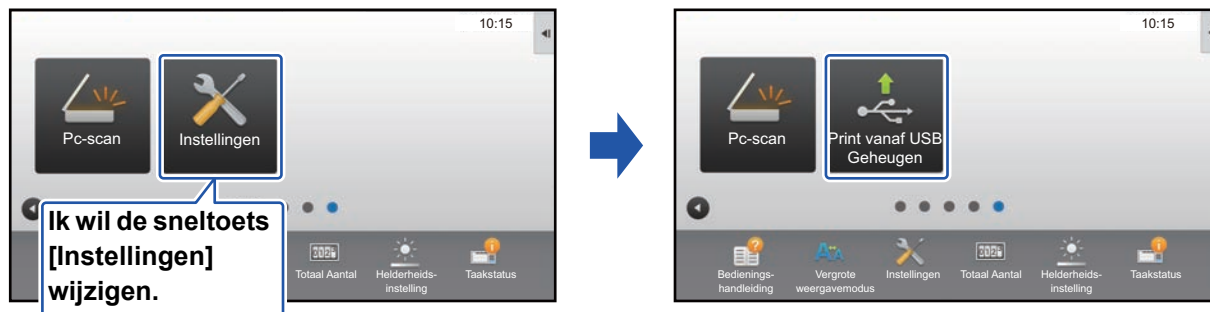 10:15
Pc-scan
Instellingen
Ik wil de sneltoets
[Instellingen]
wijzigen.
Totaal Aantal
Helderheids-
instelling
Taakstatus
10:15
Pc-scan
Print vanaf USB
Geheugen
Bedienings-
handleiding
Vergrote
weergavemodus
Instellingen
Totaal Aantal
Helderheids-
instelling
Taakstatus